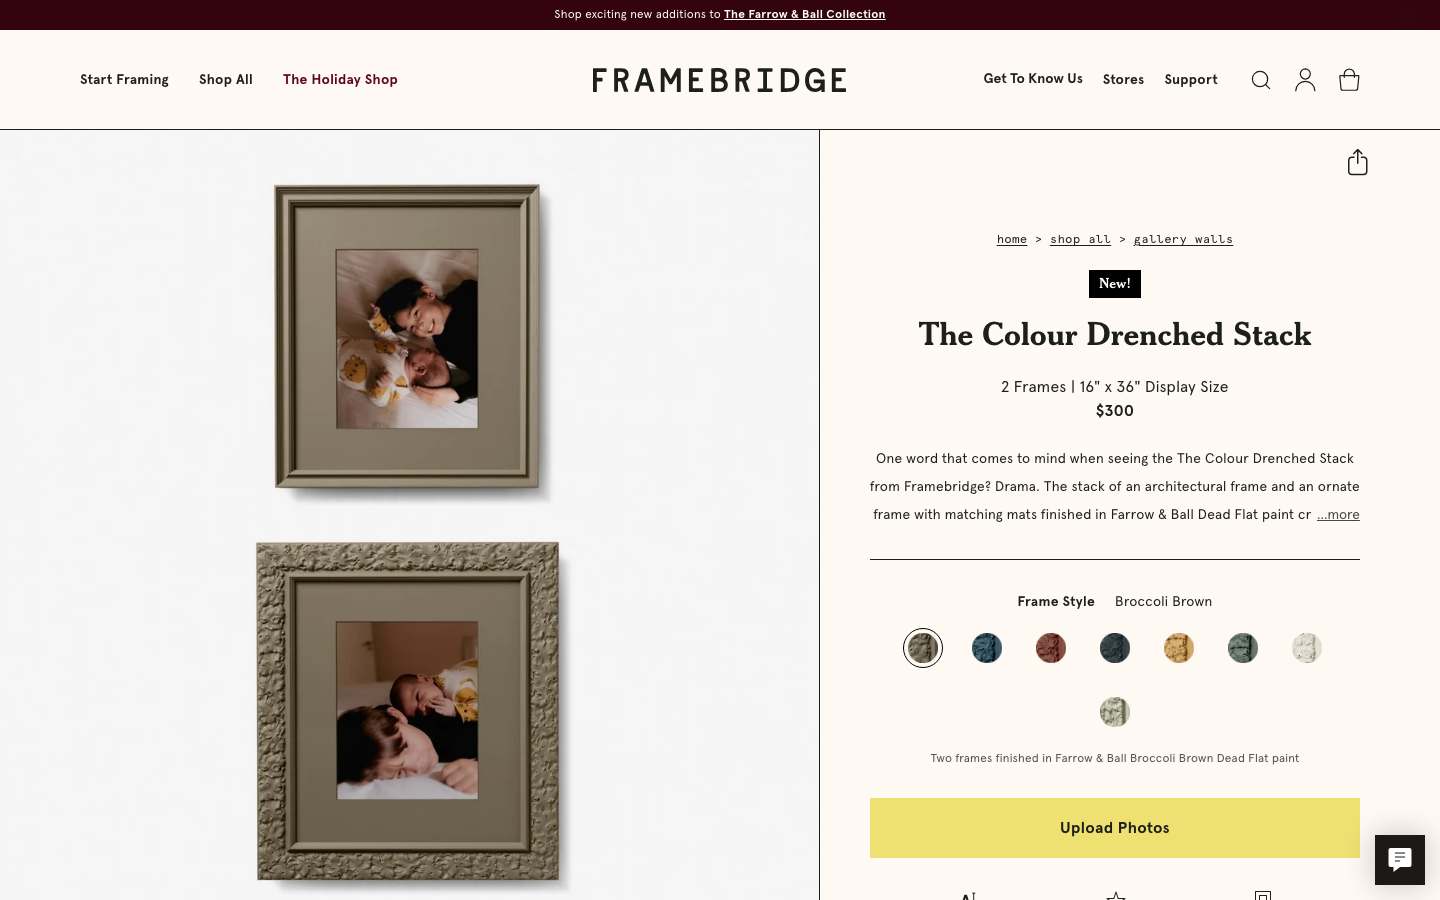 Shop exciting new additions to The Farrow & Ball Collection
Start Framing
Shop All
The Holiday Shop
FRAMEBRIDGE
Get To Know Us
Stores
Support
home > shop all > gallery walls
New!
The Colour Drenched Stack
2 Frames | 16" x 36" Display Size
$300
One word that comes to mind when seeing the The Colour Drenched Stack
from Framebridge? Drama. The stack of an architectural frame and an ornate
frame with matching mats finished in Farrow & Ball Dead Flat paint cr ...more
Frame Style Broccoli Brown
Two frames finished in Farrow & Ball Broccoli Brown Dead Flat paint
Upload Photos